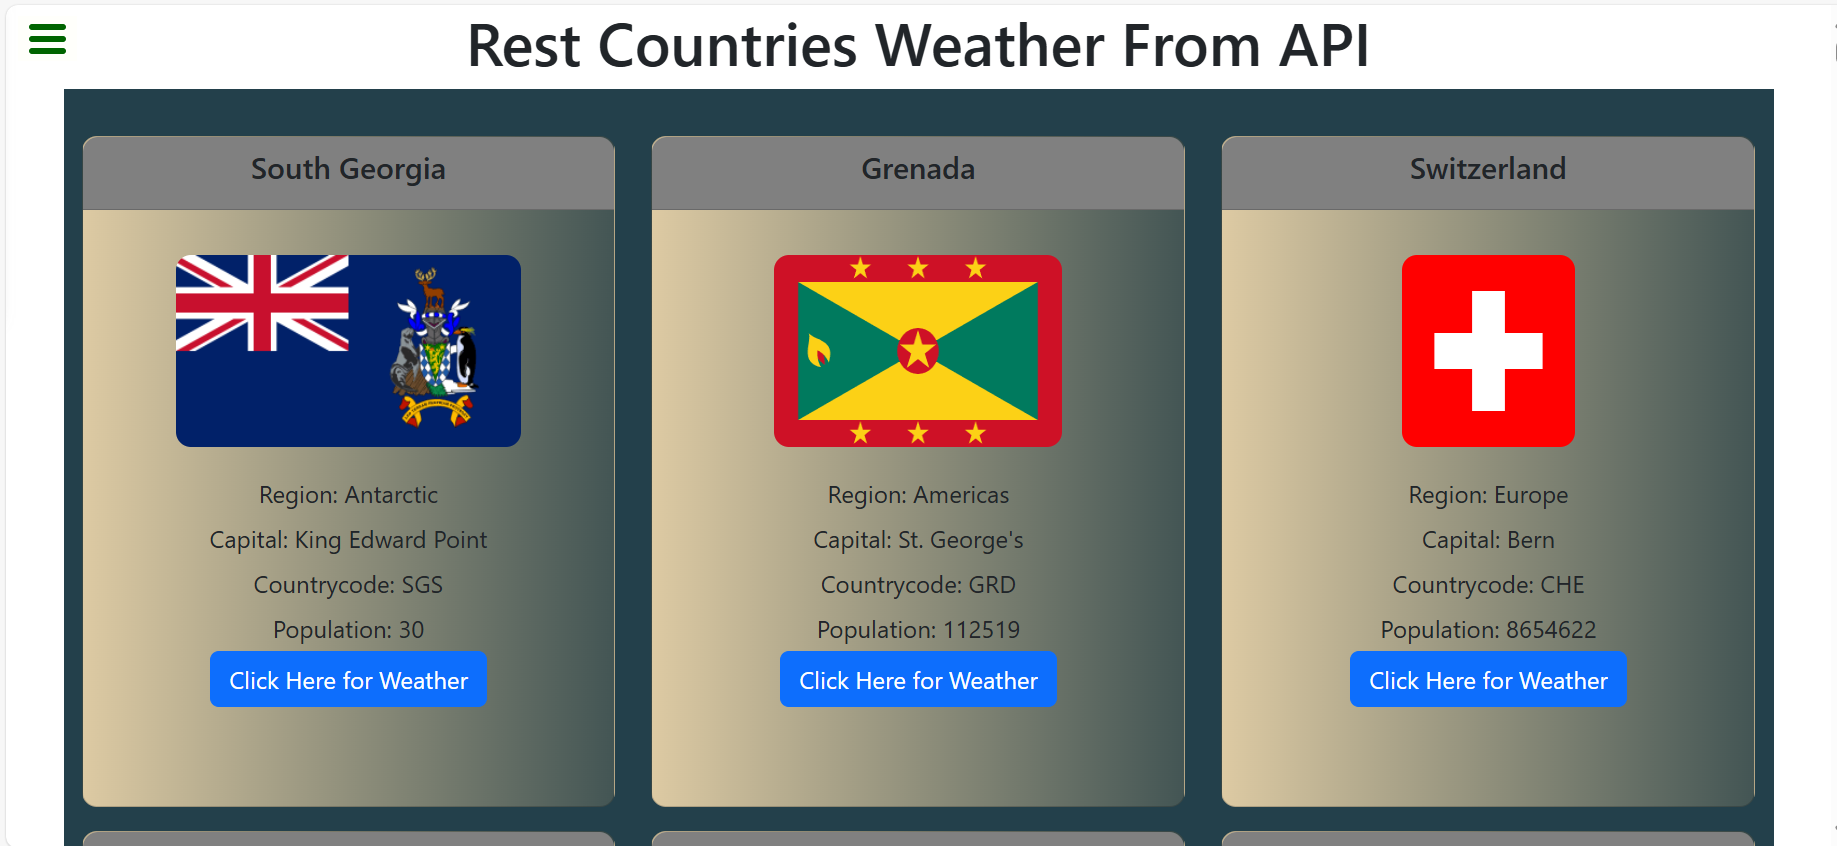 Rest Countries Weather From API
South Georgia
Region: Antarctic
Capital: King Edward Point
Countrycode: SGS
Population: 30
Click Here for Weather
Grenada
Region: Americas
Capital: St. George's
Countrycode: GRD
Population: 112519
Click Here for Weather
Switzerland
Region: Europe
Capital: Bern
Countrycode: CHE
Population: 8654622
Click Here for Weather